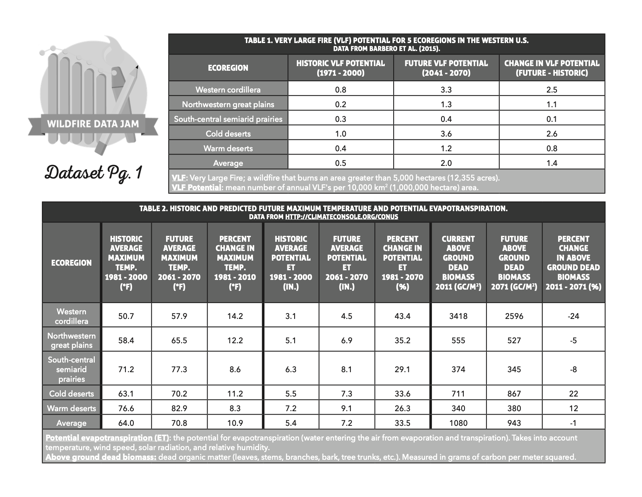 WILDFIRE DATA JAM
Dataset Pg. 1
TABLE 1. VERY LARGE FIRE (VLF) POTENTIAL FOR 5 ECOREGIONS IN THE WESTERN U.S.
DATA FROM BARBERO ET AL. (2015).
ECOREGION HISTORIC VLF POTENTIAL (1971 - 2000) FUTURE VLF POTENTIAL (2041 - 2070) CHANGE IN VLF POTENTIAL (FUTURE - HISTORIC)
Western cordillera 0.8 3.3 2.5
Northwestern great plains 0.2 1.3 1.1
South-central semiarid prairies 0.3 0.4 0.1
Cold deserts 1.0 3.6 2.6
Warm deserts 0.4 1.2 0.8
Average 0.5 2.0 1.4
VLF: Very Large Fire; a wildfire that burns an area greater than 5,000 hectares (12,355 acres).
VLF Potential: mean number of annual VLF's per 10,000 km² (1,000,000 hectare) area.
TABLE 2. HISTORIC AND PREDICTED FUTURE MAXIMUM TEMPERATURE AND POTENTIAL EVAPOTRANSPIRATION.
DATA FROM HTTP://CLIMATECONSOLE.ORG/CONUS
ECOREGION HISTORIC AVERAGE MAXIMUM TEMP. 1981 - 2000 (°F) FUTURE AVERAGE MAXIMUM TEMP. 2061 - 2070 (°F) PERCENT CHANGE IN MAXIMUM TEMP. 1981 - 2010 (°F) HISTORIC AVERAGE POTENTIAL ET 1981 - 2000 (IN.) FUTURE AVERAGE POTENTIAL ET 2061 - 2070 (IN.) PERCENT CHANGE IN POTENTIAL ET 1981 - 2070 (%) CURRENT ABOVE GROUND DEAD BIOMASS 2011 (GC/M²) FUTURE ABOVE GROUND DEAD BIOMASS 2071 (GC/M²) PERCENT CHANGE IN ABOVE GROUND DEAD BIOMASS 2011 - 2071 (%)
Western cordillera 50.7 57.9 14.2 3.1 4.5 43.4 3418 2596 -24
Northwestern great plains 58.4 65.5 12.2 5.1 6.9 35.2 555 527 -5
South-central semiarid prairies 71.2 77.3 8.6 6.3 8.1 29.1 374 345 -8
Cold deserts 63.1 70.2 11.2 5.5 7.3 33.6 711 867 22
Warm deserts 76.6 82.9 8.3 7.2 9.1 26.3 340 380 12
Average 64.0 70.8 10.9 5.4 7.2 33.5 1080 943 -1
Potential evapotranspiration (ET): the potential for evapotranspiration (water entering the air from evaporation and transpiration). Takes into account
temperature, wind speed, solar radiation, and relative humidity.
Above ground dead biomass: dead organic matter (leaves, stems, branches, bark, tree trunks, etc.). Measured in grams of carbon per meter squared.